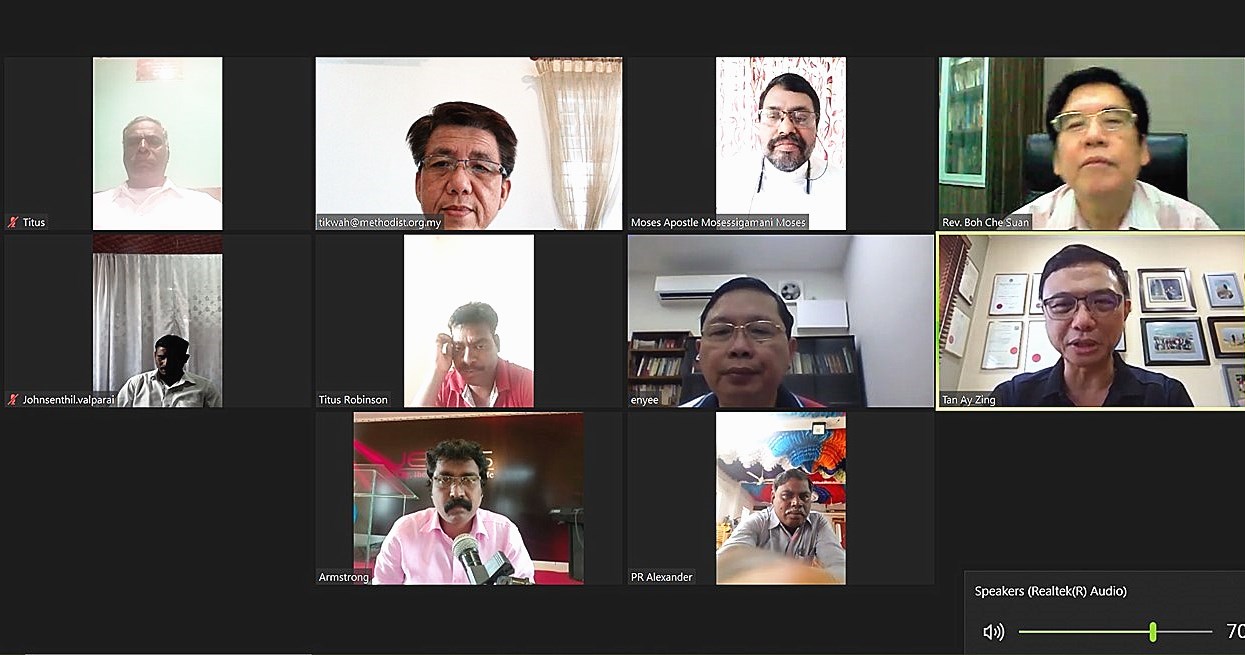 Titus
tikwah@methodist.org.my
Moses Apostle Mosessigamani Moses
Rev. Boh Che Suan
Johnsenthil.valparai
Titus Robinson
enyee
Tan Ay Zing
Armstrong
PR Alexander
Speakers (Realtek(R) Audio)
70